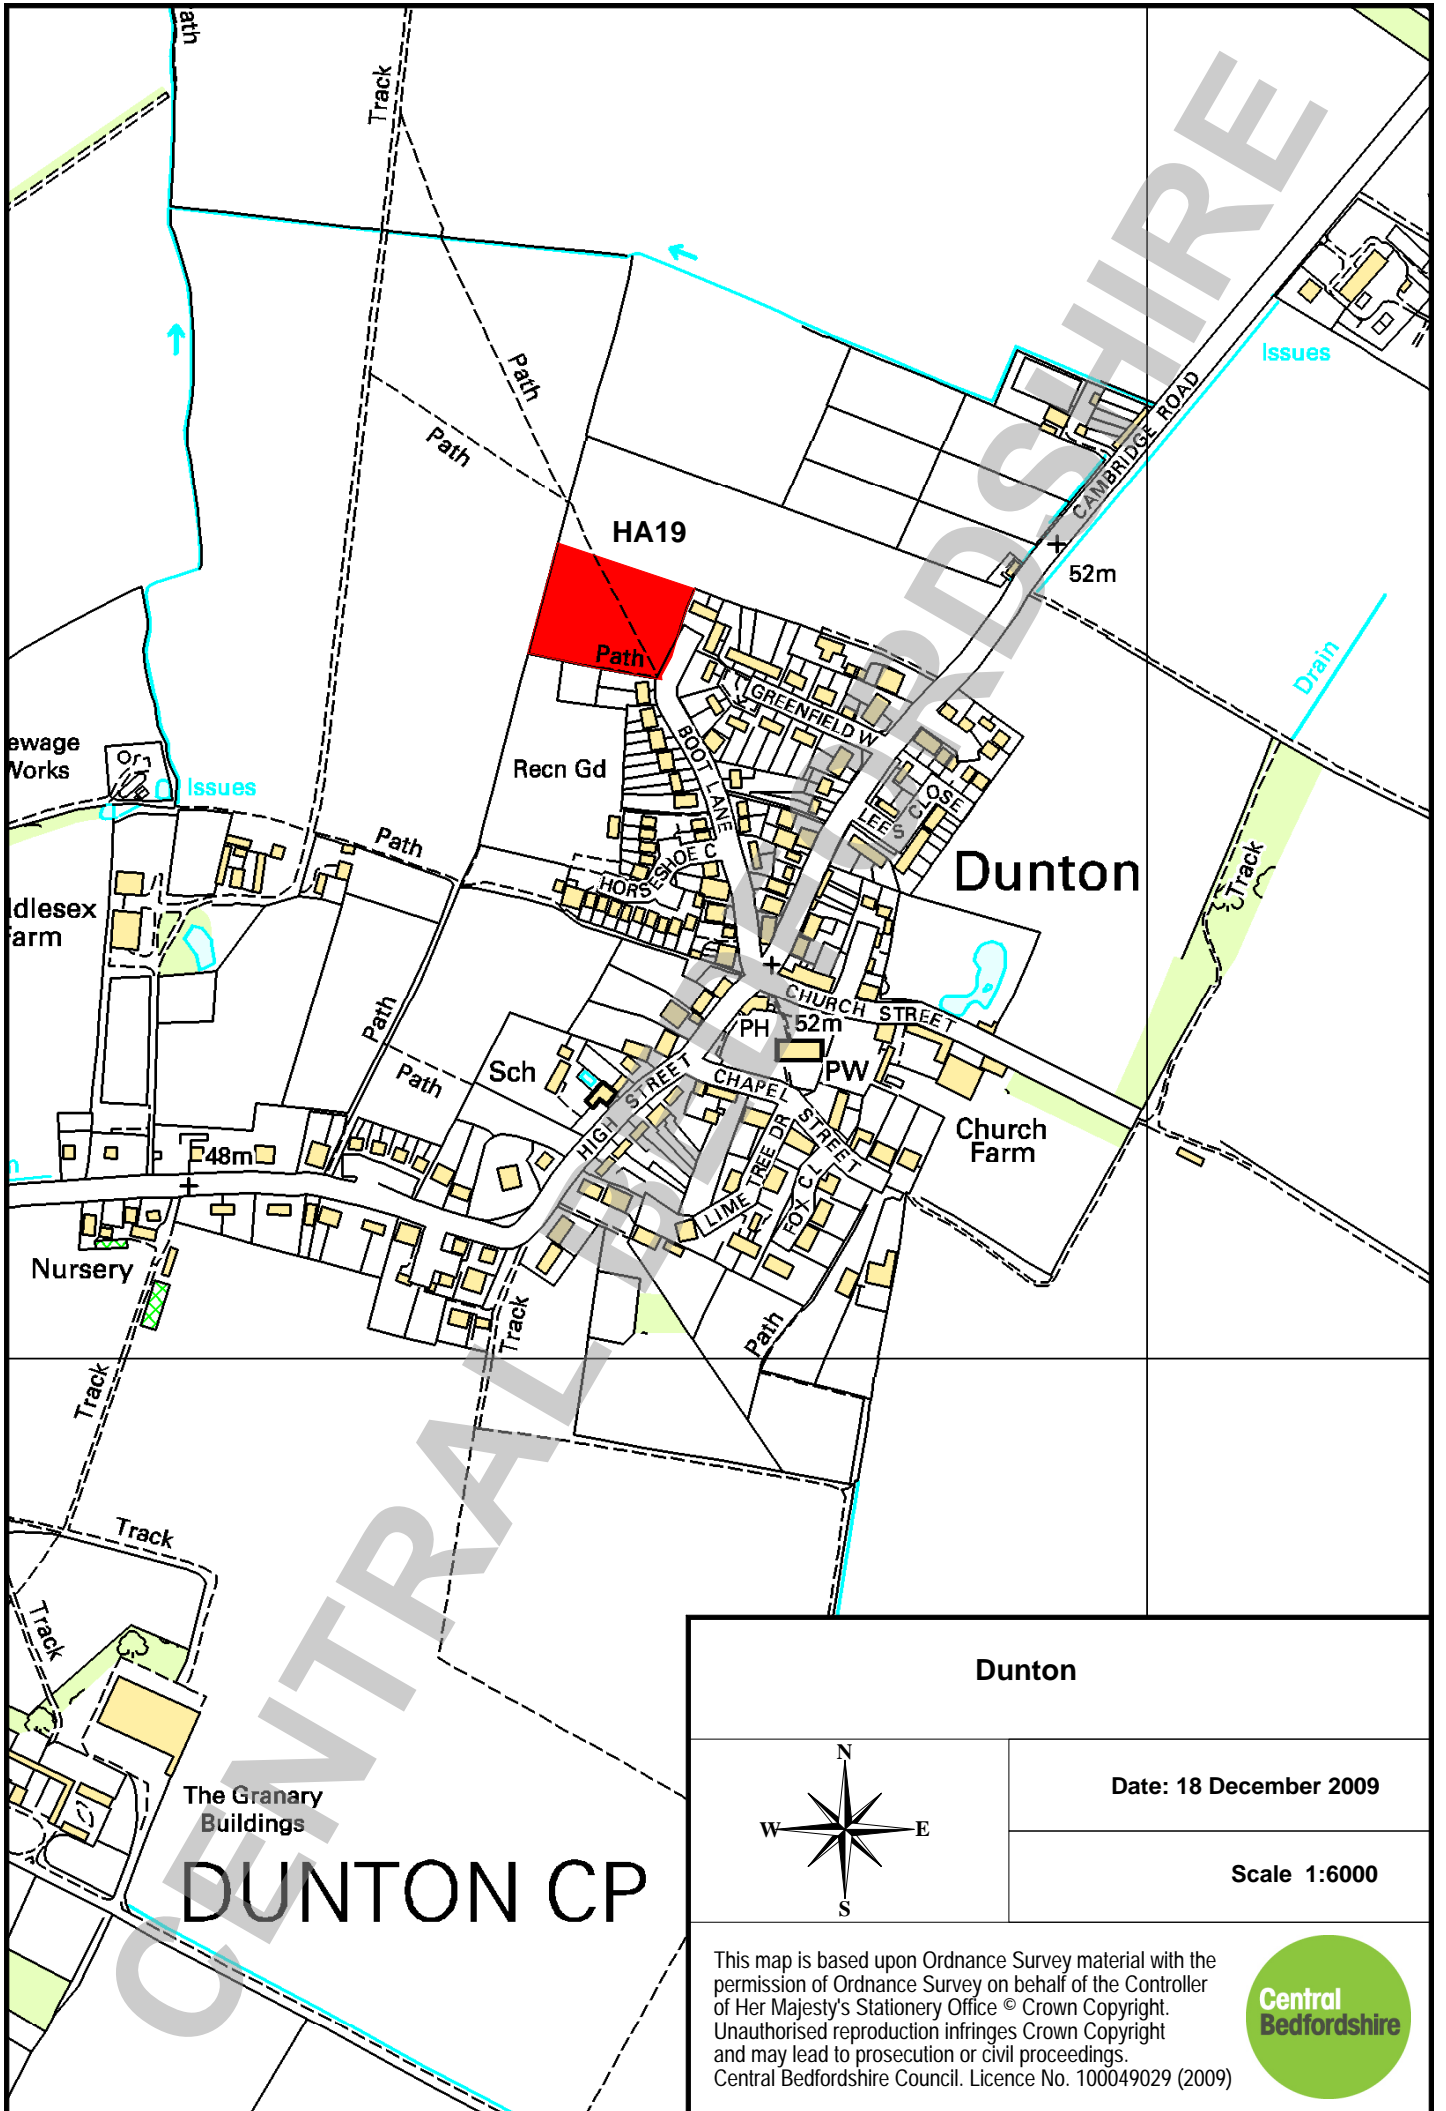 ath
Track
Path
Path
Issues
CAMBRIDGE ROAD
HA19
52m
Path
Drain
GREENFIELD W
BOOT LANE
ewage
Works
Issues
Recn Gd
LEE S CLOSE
Path
HORSESHOE C
Dunton
Track
ddlesex
Farm
Path
CHURCH STREET
PH
52m
PW
Sch
Path
HIGH STREET
CHAPEL STREET
Church
Farm
48m
LIME TREE DR
FOX CL
Nursery
Track
Path
Track
Track
Track
The Granary
Buildings
DUNTON CP
CENTRAL BEDFORDSHIRE
Dunton
N
W
E
S
Date: 18 December 2009
Scale 1:6000
This map is based upon Ordnance Survey material with the
permission of Ordnance Survey on behalf of the Controller
of Her Majesty's Stationery Office © Crown Copyright.
Unauthorised reproduction infringes Crown Copyright
and may lead to prosecution or civil proceedings.
Central Bedfordshire Council. Licence No. 100049029 (2009)
Central
Bedfordshire